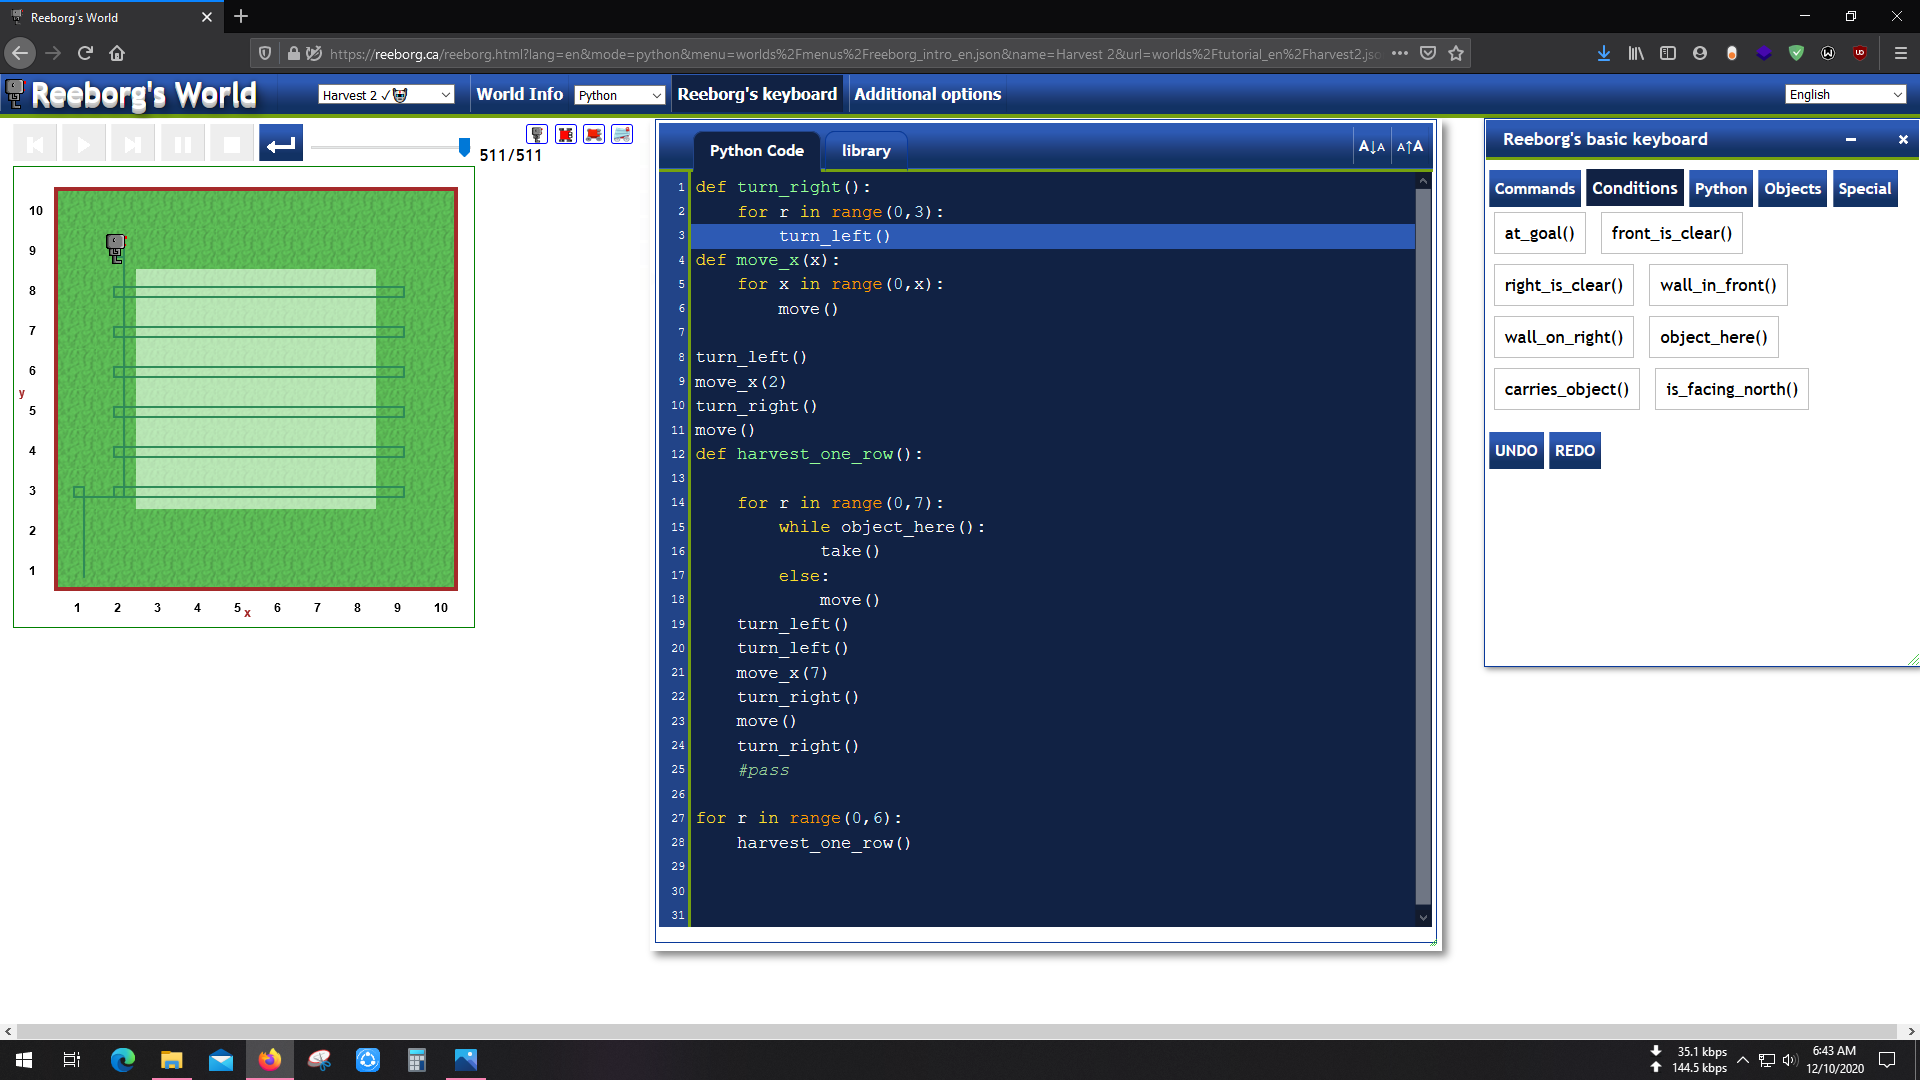 Reeborg's World
https://reeborg.ca/reeborg.html?lang=en&mode=python&menu=worlds%2Fmenus%2Freeborg_intro_en.json&name=Harvest 2&url=worlds%2Ftutorial_en%2Fharvest2.jsc
Reeborg's World
Harvest 2 ✓
World Info
Python
Reeborg's keyboard
Additional options
English
511/511
10
9
8
7
6
y
5
4
3
2
1
1 2 3 4 5 x 6 7 8 9 10
Python Code
library
A↓A
A↑A
1 def turn_right():
2 for r in range(0,3):
3 turn_left()
4 def move_x(x):
5 for x in range(0,x):
6 move()
7
8 turn_left()
9 move_x(2)
10 turn_right()
11 move()
12 def harvest_one_row():
13
14 for r in range(0,7):
15 while object_here():
16 take()
17 else:
18 move()
19 turn_left()
20 turn_left()
21 move_x(7)
22 turn_right()
23 move()
24 turn_right()
25 #pass
26
27 for r in range(0,6):
28 harvest_one_row()
29
30
31
Reeborg's basic keyboard
Commands Conditions Python Objects Special
at_goal() front_is_clear()
right_is_clear() wall_in_front()
wall_on_right() object_here()
carries_object() is_facing_north()
UNDO REDO
35.1 kbps
144.5 kbps
6:43 AM
12/10/2020